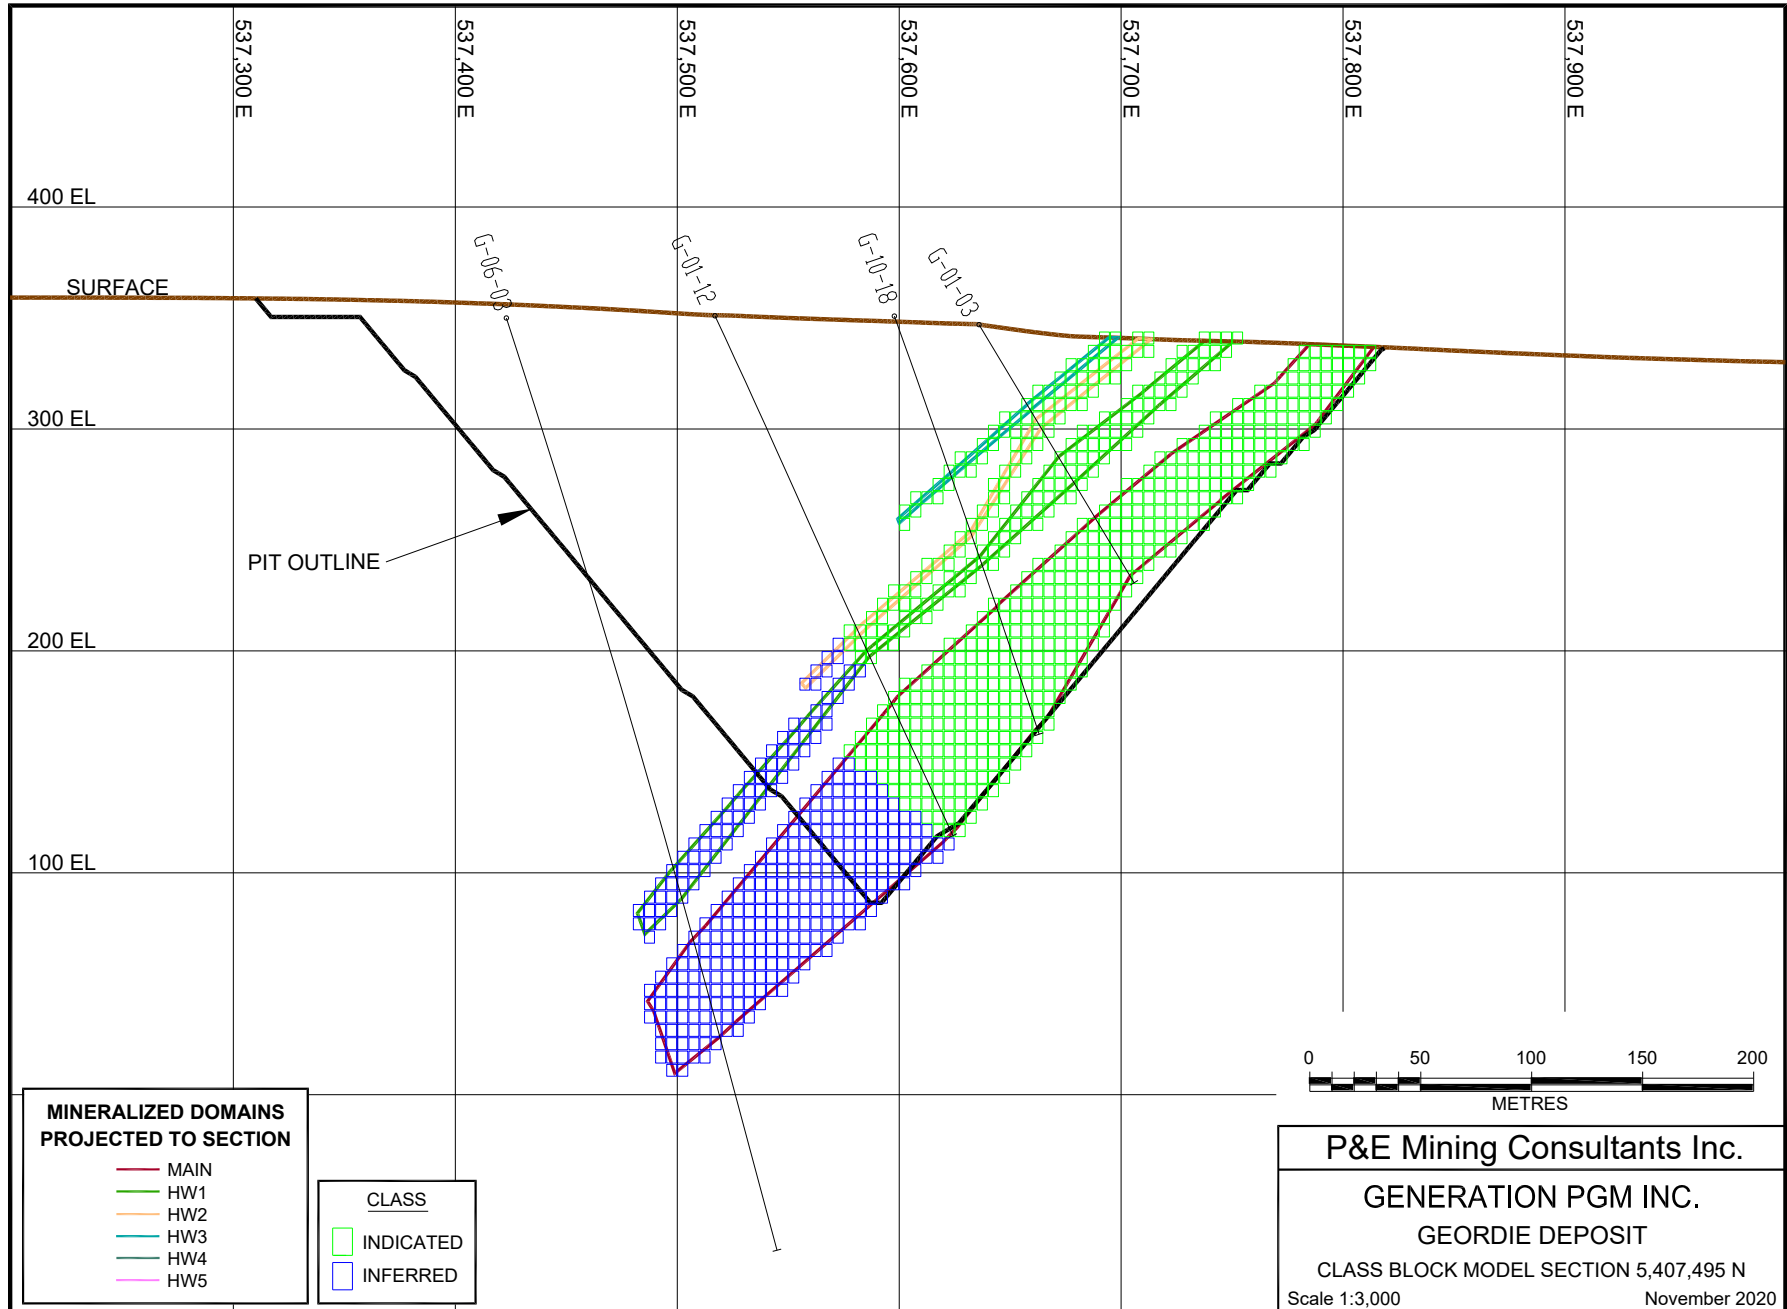 537,300 E
537,400 E
537,500 E
537,600 E
537,700 E
537,800 E
537,900 E
400 EL
G-06-03
G-01-12
G-10-18
G-01-03
SURFACE
300 EL
PIT OUTLINE
200 EL
100 EL
0 50 100 150 200
METRES
MINERALIZED DOMAINS
PROJECTED TO SECTION
MAIN
HW1
HW2
HW3
HW4
HW5
CLASS
INDICATED
INFERRED
P&E Mining Consultants Inc.
GENERATION PGM INC.
GEORDIE DEPOSIT
CLASS BLOCK MODEL SECTION 5,407,495 N
Scale 1:3,000 November 2020